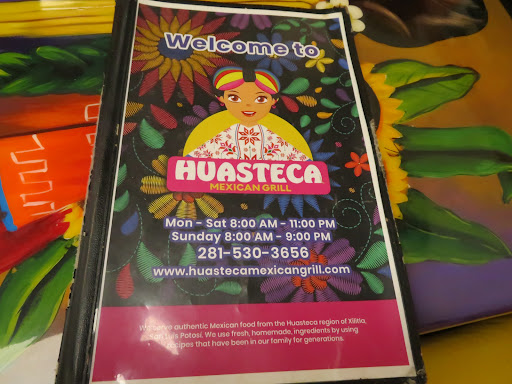 Welcome to
HUASTECA
MEXICAN GRILL
Mon - Sat 8:00 AM - 11:00 PM
Sunday 8:00 AM - 9:00 PM
281-530-3656
www.huastecamexicangrill.com
authentic Mexican food from the Huasteca region of Xilitla,
Luis Potosi. We use fresh, homemade, ingredients by using
recipes that have been in our family for generations.